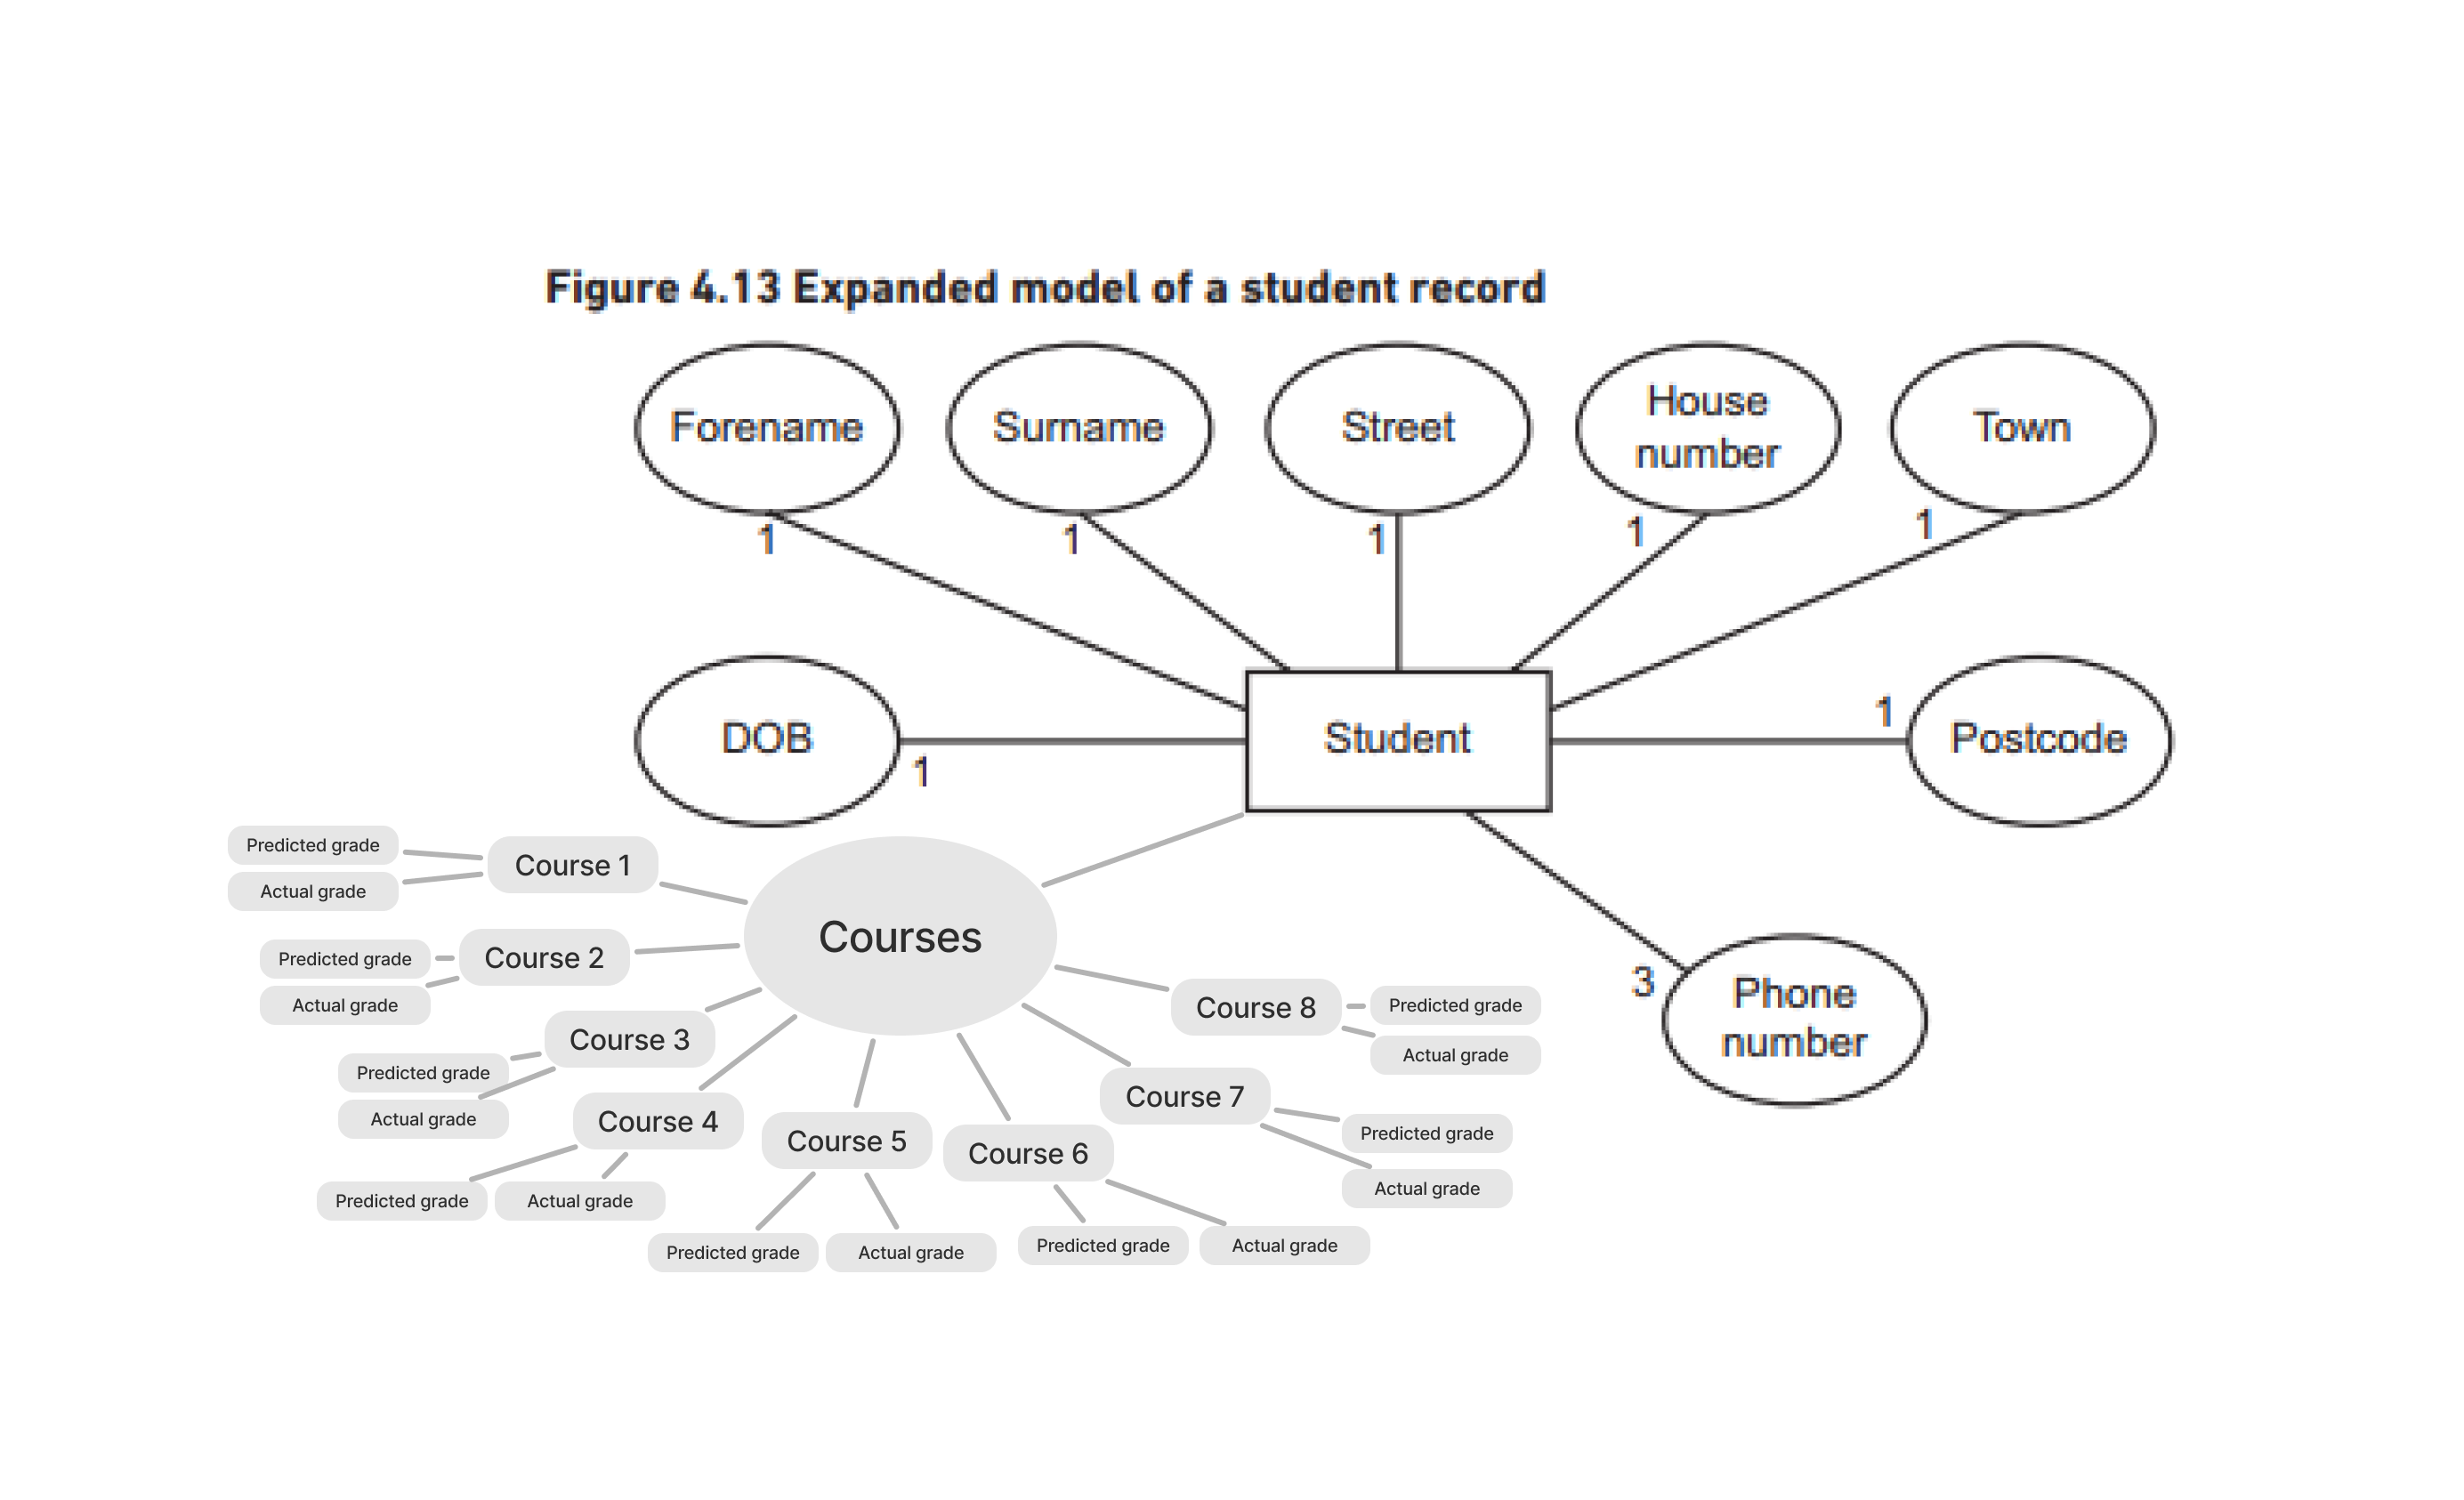 Figure 4.13 Expanded model of a student record
Forename
Surname
Street
House
number
Town
1
1
1
1
1
DOB
1
Student
1
Postcode
3
Phone
number
Courses
Course 1
Predicted grade
Actual grade
Course 2
Predicted grade
Actual grade
Course 3
Predicted grade
Actual grade
Course 4
Predicted grade
Actual grade
Course 5
Predicted grade
Actual grade
Course 6
Predicted grade
Actual grade
Course 7
Predicted grade
Actual grade
Course 8
Predicted grade
Actual grade